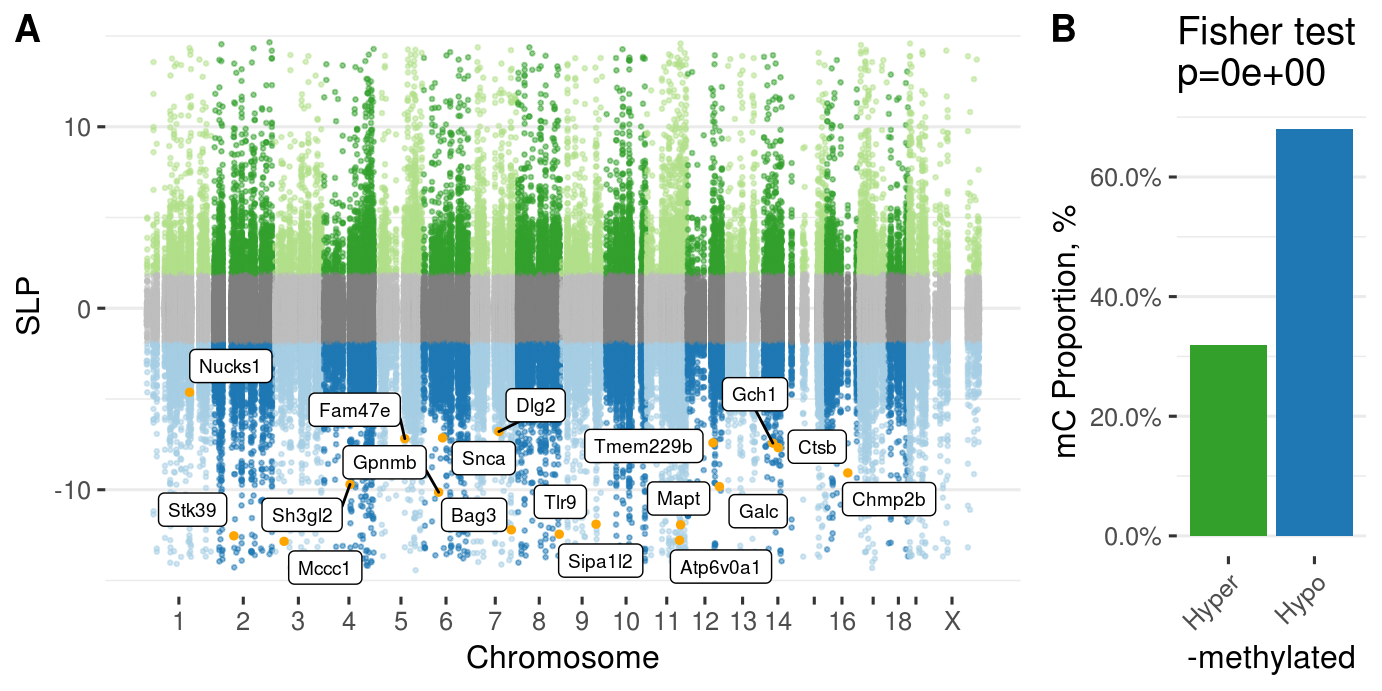 A
SLP
10
0
-10
Nucks1
Fam47e
Dlg2
Gch1
Tmem229b
Ctsb
Gpnmb
Snca
Chmp2b
Stk39
Sh3gl2
Bag3
Tlr9
Mapt
Galc
Mccc1
Sipa1l2
Atp6v0a1
1 2 3 4 5 6 7 8 9 10 11 12 13 14 16 18 X
Chromosome
B
Fisher test
p=0e+00
mC Proportion, %
60.0%
40.0%
20.0%
0.0%
Hyper
Hypo
-methylated